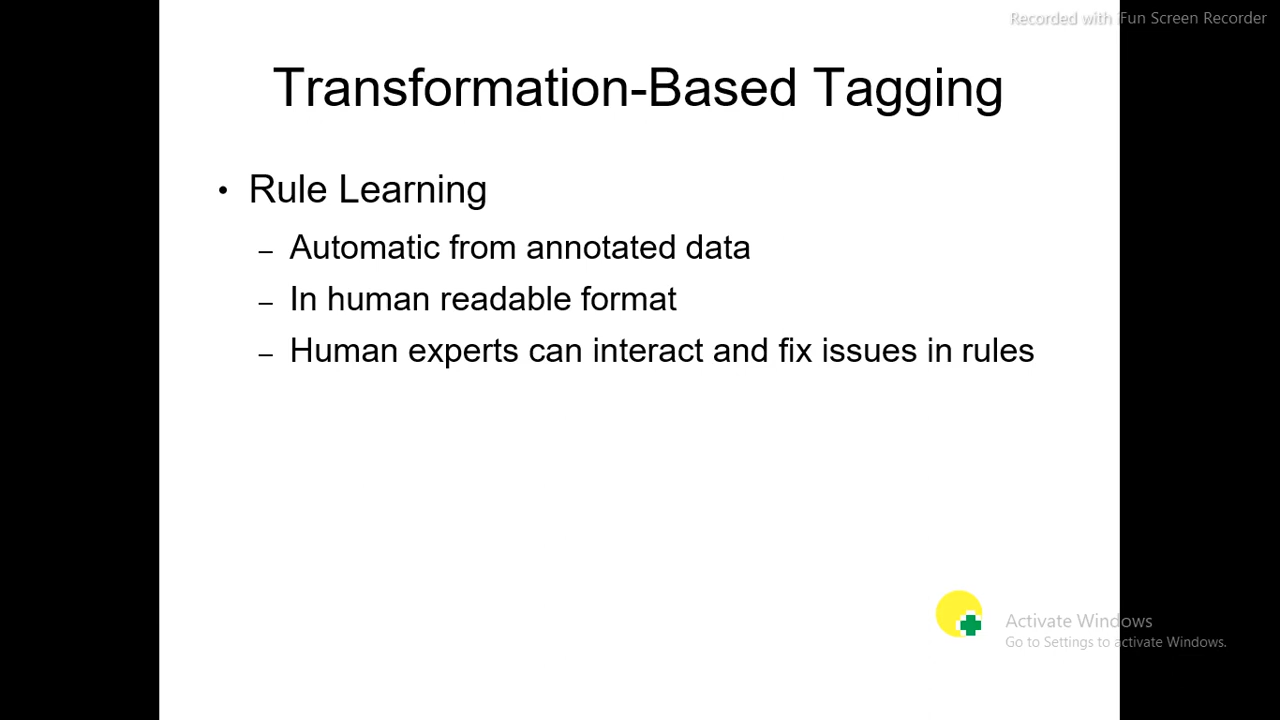 Recorded with iFun Screen Recorder
Transformation-Based Tagging
• Rule Learning
– Automatic from annotated data
– In human readable format
– Human experts can interact and fix issues in rules
Activate Windows
Go to Settings to activate Windows.